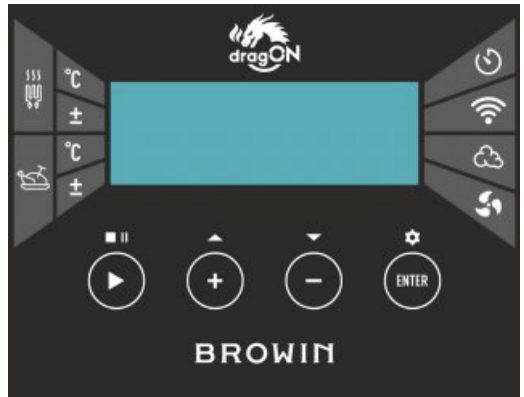 dragON
°C
±
°C
±
+
−
ENTER
BROWIN